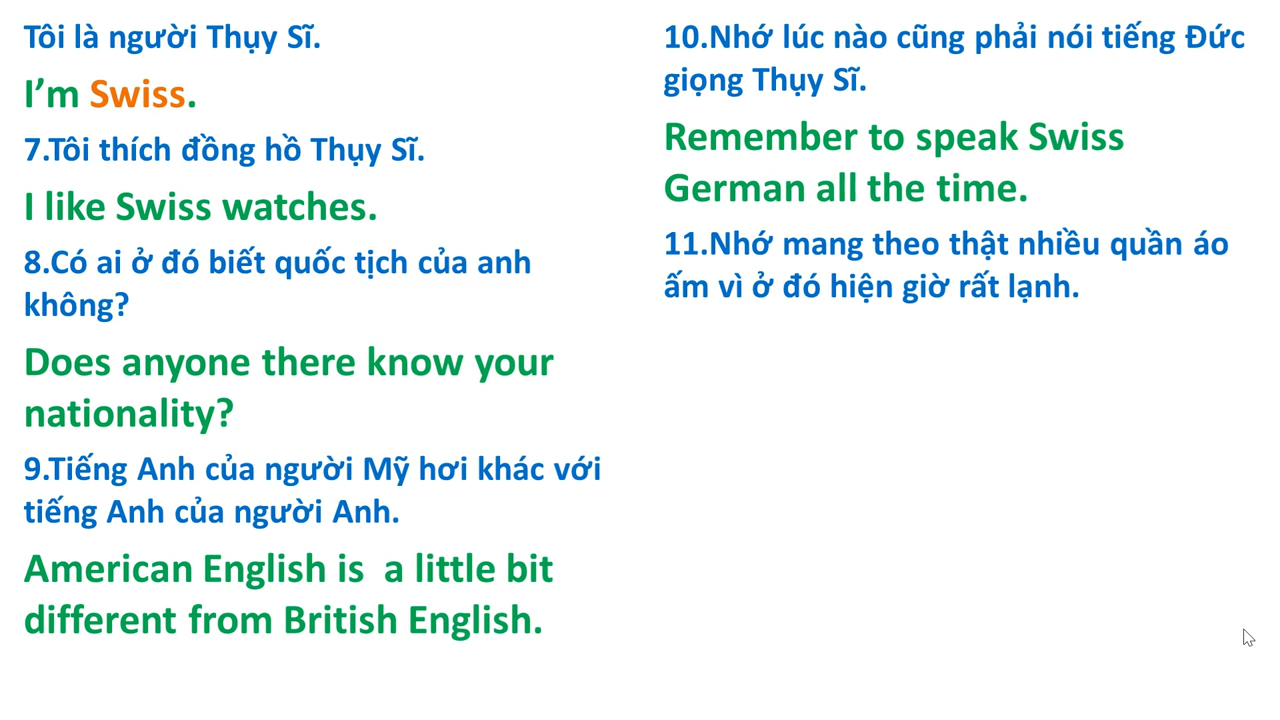 Tôi là người Thụy Sĩ.
I’m Swiss.
7.Tôi thích đồng hồ Thụy Sĩ.
I like Swiss watches.
8.Có ai ở đó biết quốc tịch của anh
không?
Does anyone there know your
nationality?
9.Tiếng Anh của người Mỹ hơi khác với
tiếng Anh của người Anh.
American English is  a little bit
different from British English.
10.Nhớ lúc nào cũng phải nói tiếng Đức
giọng Thụy Sĩ.
Remember to speak Swiss
German all the time.
11.Nhớ mang theo thật nhiều quần áo
ấm vì ở đó hiện giờ rất lạnh.